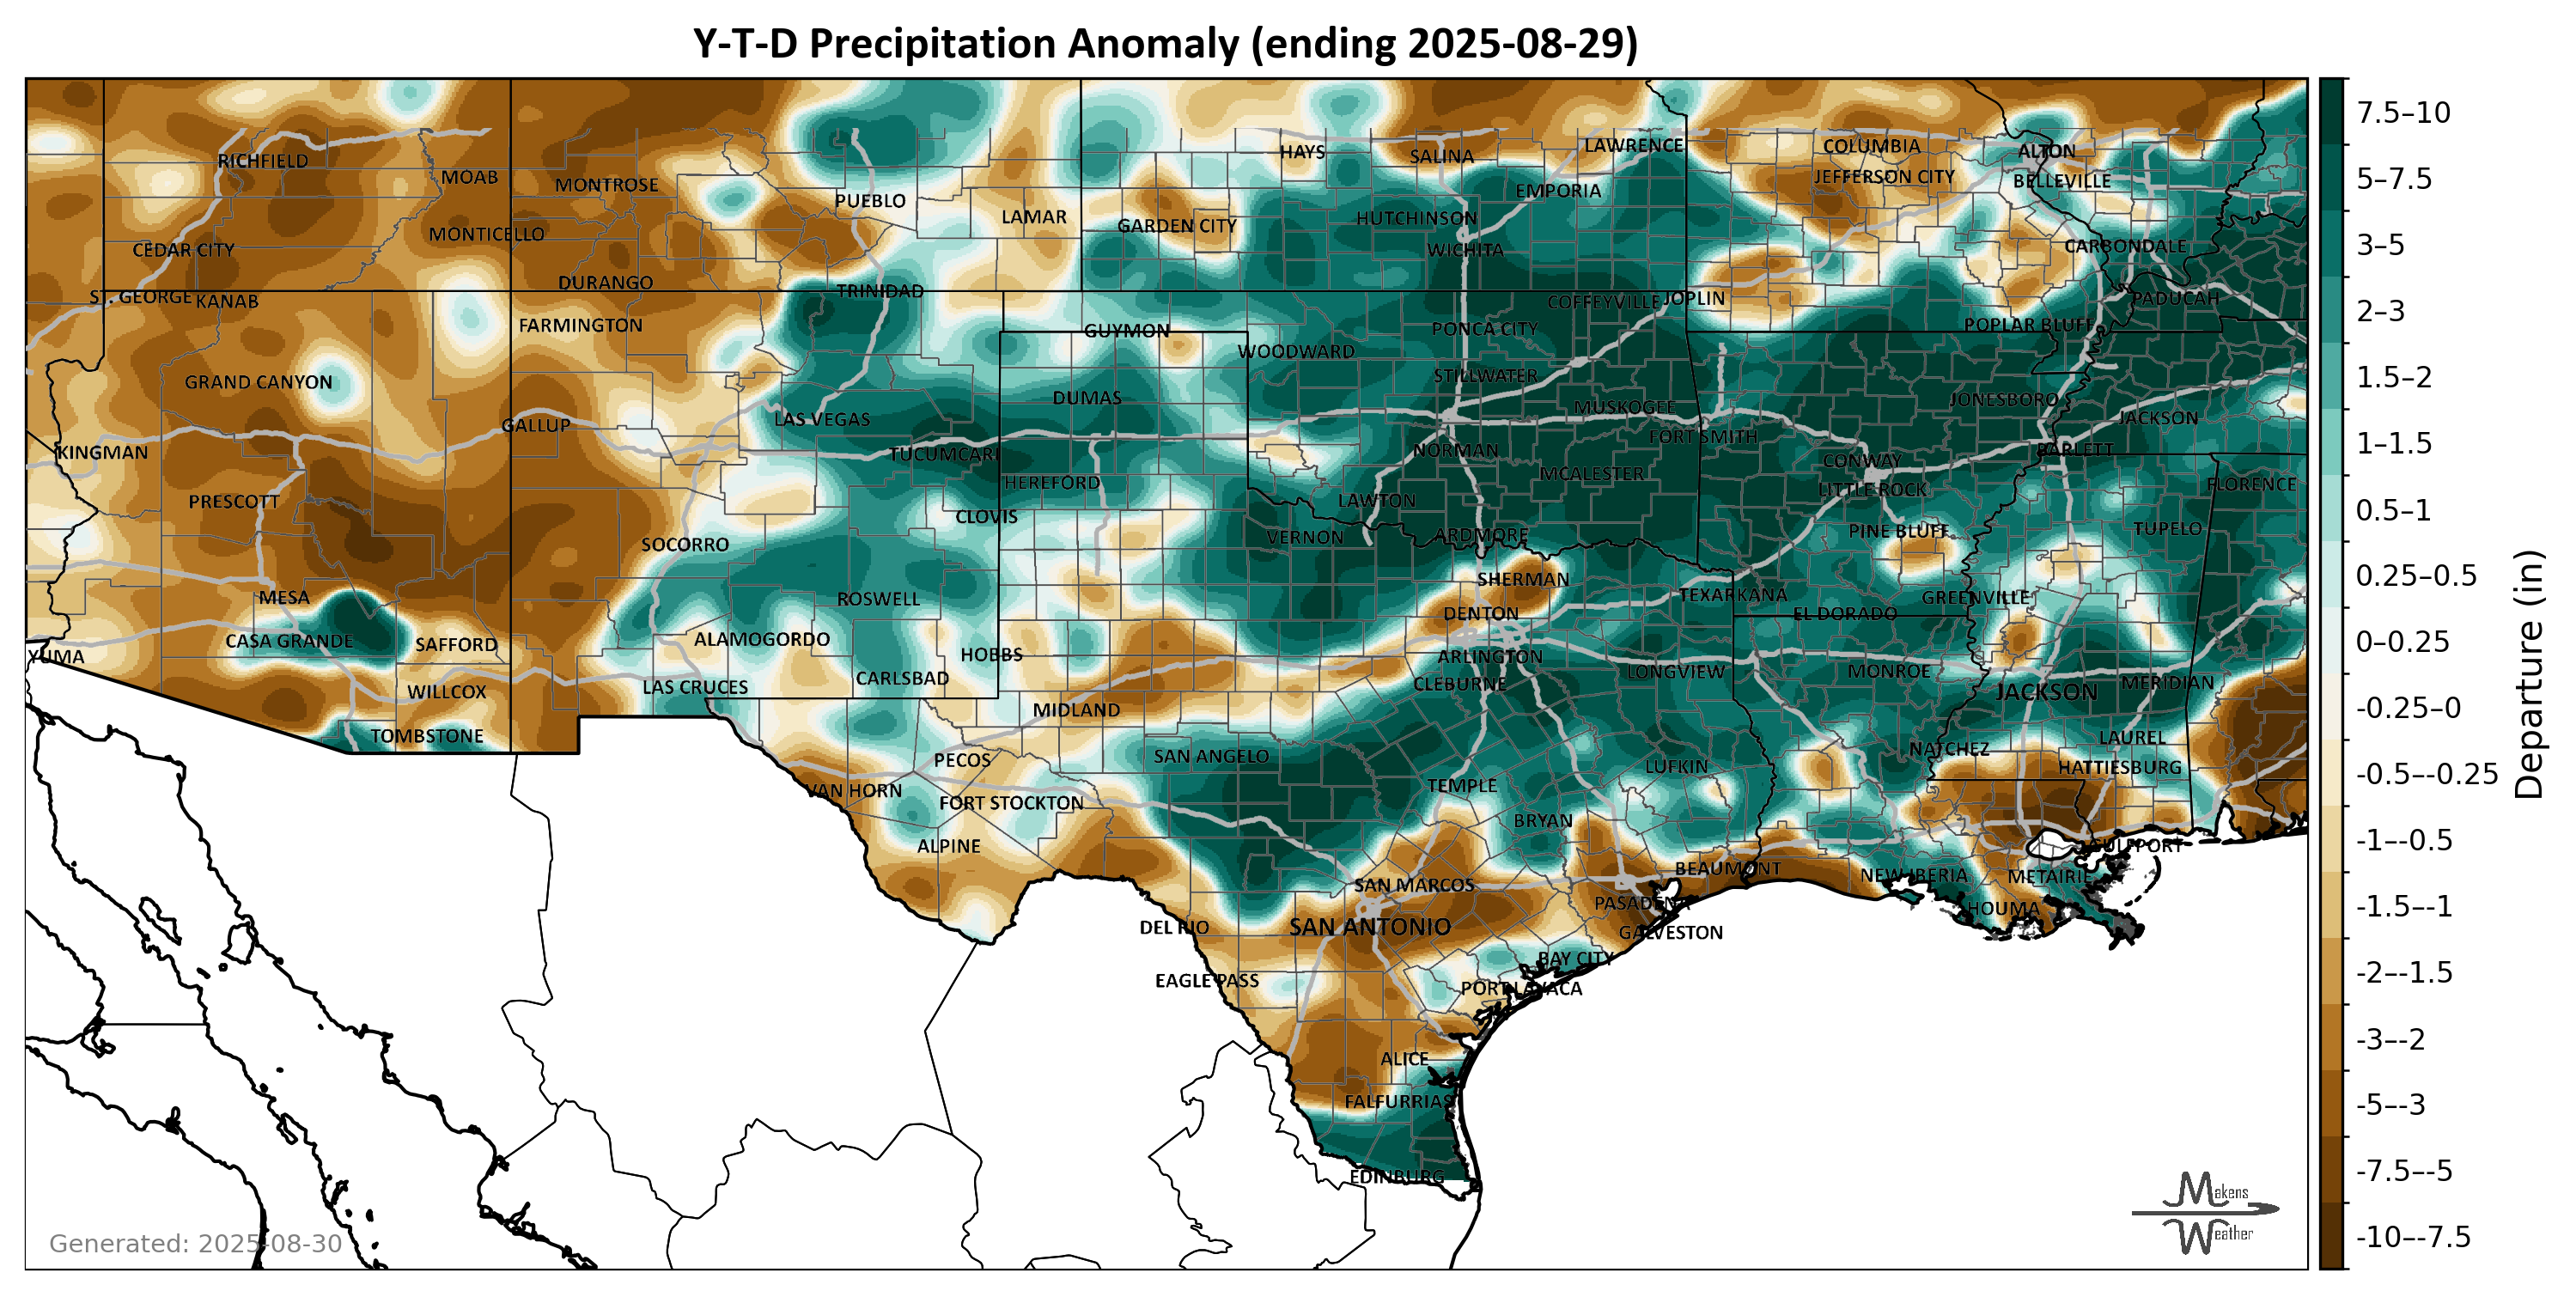 Y-T-D Precipitation Anomaly (ending 2025-08-29)
RICHFIELD
MOAB
MONTROSE
PUEBLO
LAMAR
HAYS
SALINA
LAWRENCE
COLUMBIA
ALTON
JEFFERSON CITY
BELLEVILLE
EMPORIA
GARDEN CITY
HUTCHINSON
MONTICELLO
CEDAR CITY
WICHITA
CARBONDALE
DURANGO
TRINIDAD
ST. GEORGE
KANAB
COFFEYVILLE
JOPLIN
PADUCAH
FARMINGTON
GUYMON
PONCA CITY
POPLAR BLUFF
WOODWARD
STILLWATER
GRAND CANYON
DUMAS
MUSKOGEE
JONESBORO
JACKSON
GALLUP
LAS VEGAS
FORT SMITH
KINGMAN
TUCUMCARI
NORMAN
BARLETT
CONWAY
MCALESTER
HEREFORD
LITTLE ROCK
FLORENCE
PRESCOTT
LAWTON
CLOVIS
PINE BLUFF
TUPELO
SOCORRO
VERNON
ARDMORE
SHERMAN
MESA
ROSWELL
TEXARKANA
GREENVILLE
DENTON
EL DORADO
CASA GRANDE
SAFFORD
ALAMOGORDO
YUMA
HOBBS
ARLINGTON
LONGVIEW
MONROE
CARLSBAD
CLEBURNE
WILLCOX
LAS CRUCES
JACKSON
MERIDIAN
MIDLAND
TOMBSTONE
LAUREL
NATCHEZ
PECOS
SAN ANGELO
LUFKIN
HATTIESBURG
VAN HORN
FORT STOCKTON
TEMPLE
BRYAN
ALPINE
GULFPORT
BEAUMONT
NEW IBERIA
METAIRIE
SAN MARCOS
PASADENA
HOUMA
DEL RIO
SAN ANTONIO
GALVESTON
BAY CITY
EAGLE PASS
PORT LAVACA
ALICE
FALFURRIAS
EDINBURG
Generated: 2025-08-30
Makens
Weather
7.5–10
5–7.5
3–5
2–3
1.5–2
1–1.5
0.5–1
0.25–0.5
0–0.25
-0.25–0
-0.5–-0.25
-1–-0.5
-1.5–-1
-2–-1.5
-3–-2
-5–-3
-7.5–-5
-10–-7.5
Departure (in)